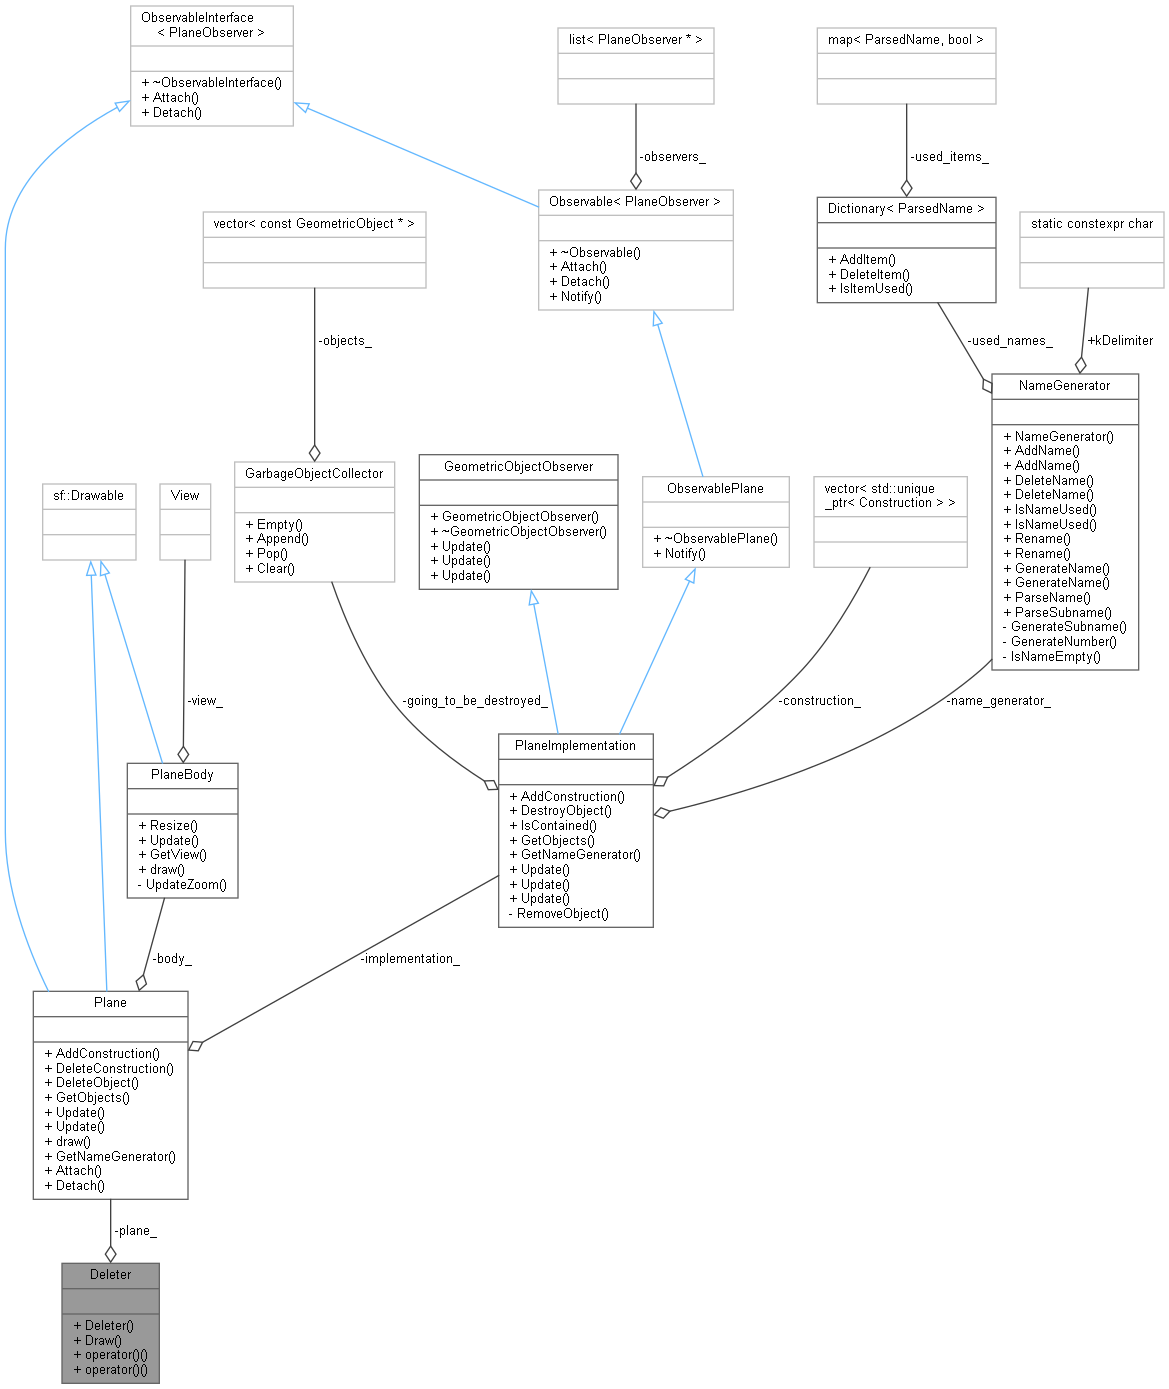 ObservableInterface
< PlaneObserver >
+ ~ObservableInterface()
+ Attach()
+ Detach()
list< PlaneObserver * >
map< ParsedName, bool >
-observers_
-used_items_
Observable< PlaneObserver >
+ ~Observable()
+ Attach()
+ Detach()
+ Notify()
Dictionary< ParsedName >
+ AddItem()
+ DeleteItem()
+ IsItemUsed()
vector< const GeometricObject * >
static constexpr char
-objects_
-used_names_
+kDelimiter
NameGenerator
+ NameGenerator()
+ AddName()
+ AddName()
+ DeleteName()
+ DeleteName()
+ IsNameUsed()
+ IsNameUsed()
+ Rename()
+ Rename()
+ GenerateName()
+ GenerateName()
+ ParseName()
+ ParseSubname()
- GenerateSubname()
- GenerateNumber()
- IsNameEmpty()
sf::Drawable
View
GarbageObjectCollector
+ Empty()
+ Append()
+ Pop()
+ Clear()
GeometricObjectObserver
+ GeometricObjectObserver()
+ ~GeometricObjectObserver()
+ Update()
+ Update()
+ Update()
ObservablePlane
+ ~ObservablePlane()
+ Notify()
vector< std::unique
_ptr< Construction > >
-view_
-going_to_be_destroyed_
-construction_
-name_generator_
PlaneBody
+ Resize()
+ Update()
+ GetView()
+ draw()
- UpdateZoom()
PlaneImplementation
+ AddConstruction()
+ DestroyObject()
+ IsContained()
+ GetObjects()
+ GetNameGenerator()
+ Update()
+ Update()
+ Update()
- RemoveObject()
-body_
-implementation_
Plane
+ AddConstruction()
+ DeleteConstruction()
+ DeleteObject()
+ GetObjects()
+ Update()
+ Update()
+ draw()
+ GetNameGenerator()
+ Attach()
+ Detach()
-plane_
Deleter
+ Deleter()
+ Draw()
+ operator()()
+ operator()()